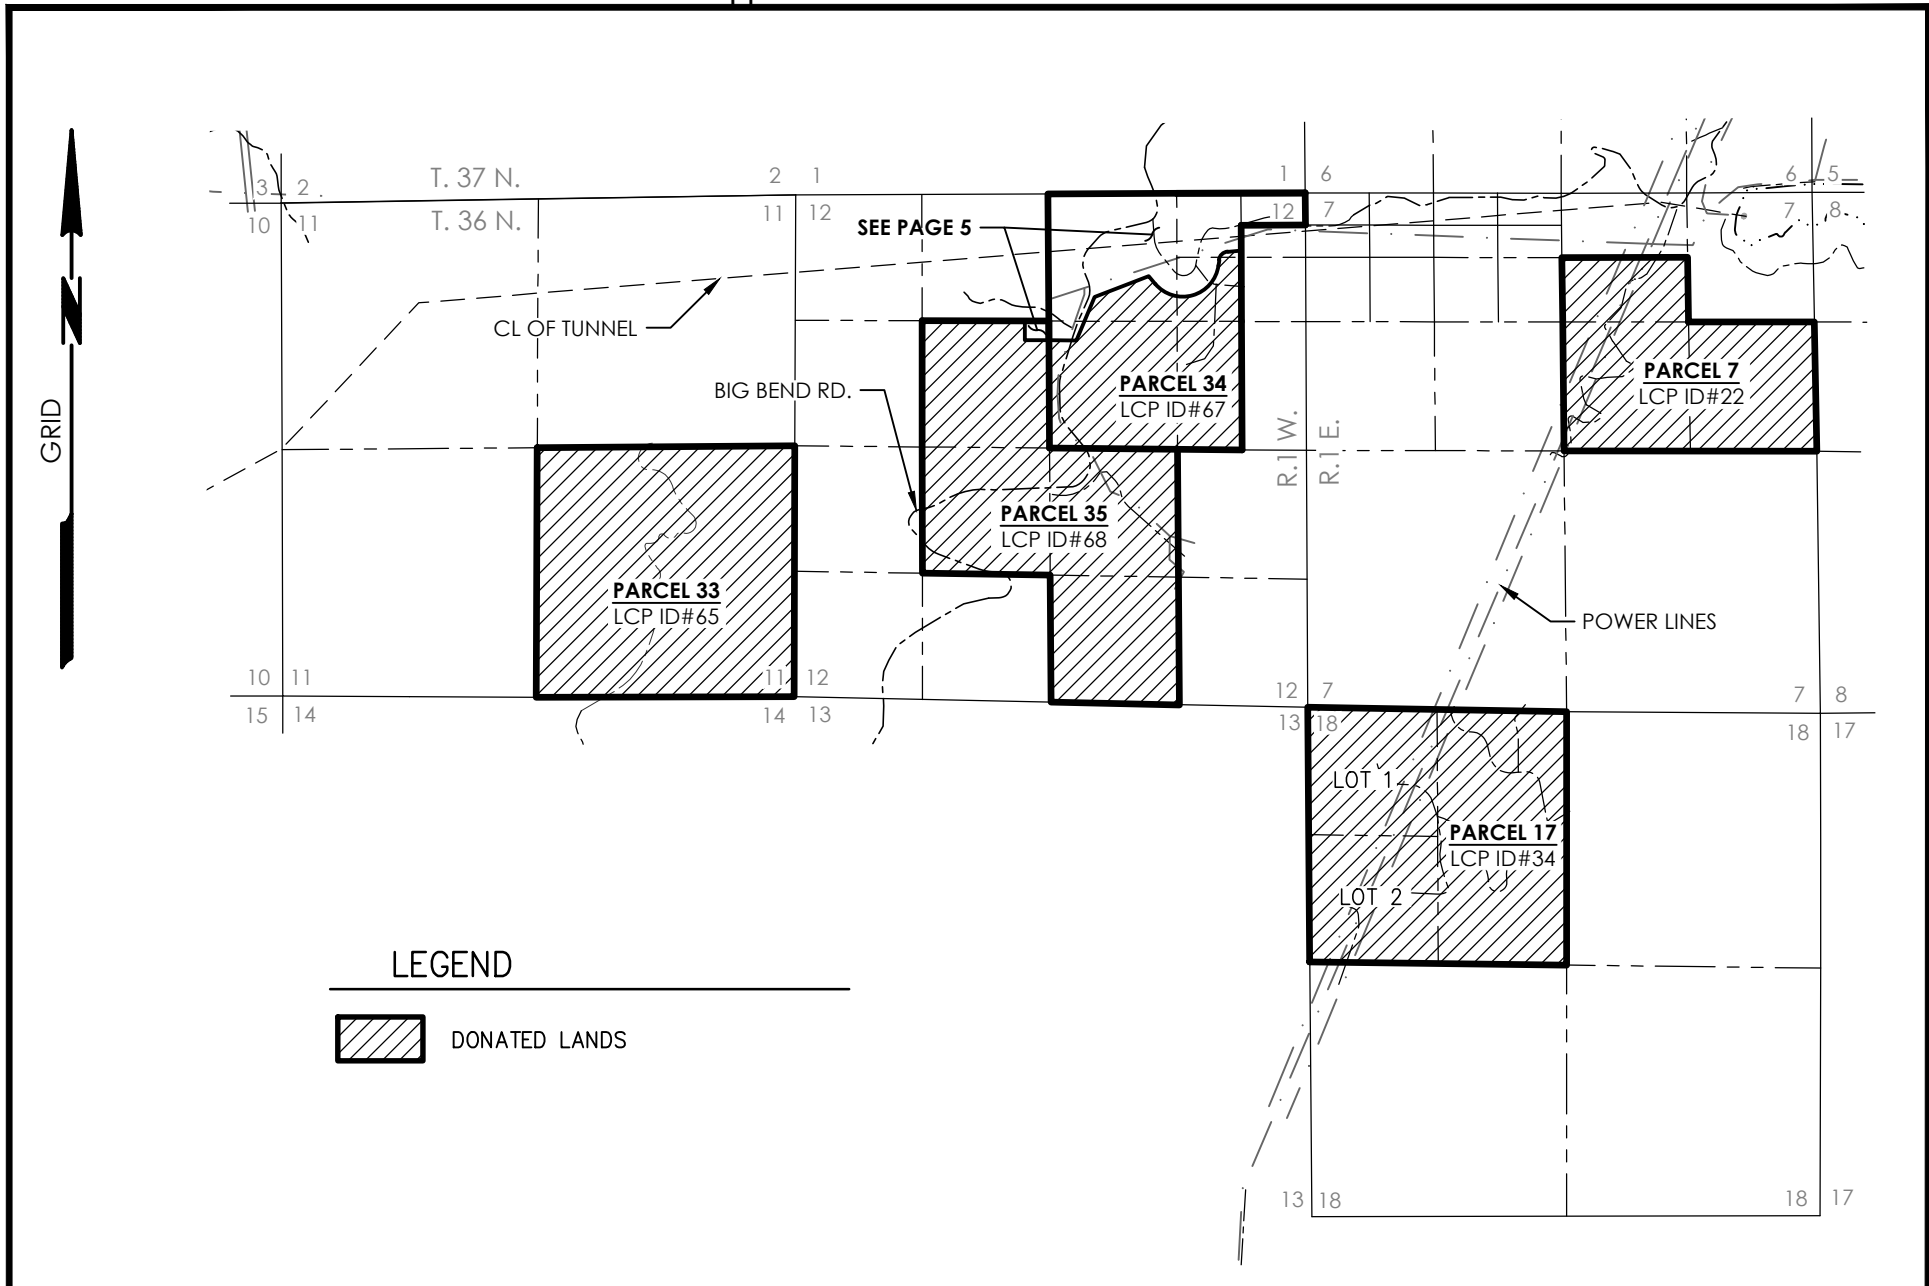 T. 37 N.
2 1
1 6
6 5
3 2
T. 36 N.
10 11
11 12
12 7
7 8
SEE PAGE 5
CL OF TUNNEL
BIG BEND RD.
PARCEL 34
LCP ID#67
PARCEL 7
LCP ID#22
GRID
N
R.1 W.
R.1 E.
PARCEL 35
LCP ID#68
PARCEL 33
LCP ID#65
POWER LINES
10 11
11 12
12 7
7 8
15 14
14 13
13 18
18 17
LOT 1
PARCEL 17
LCP ID#34
LOT 2
LEGEND
DONATED LANDS
13 18
18 17